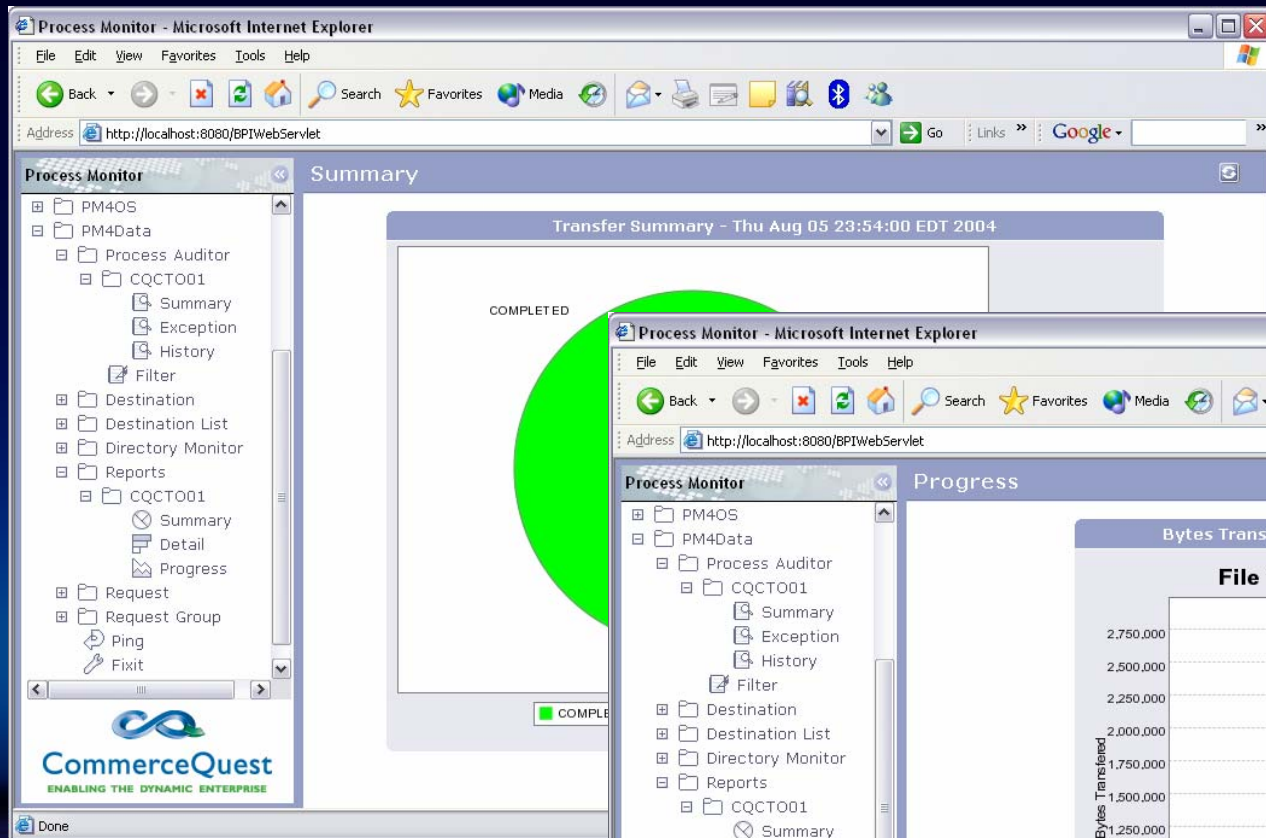 Process Monitor - Microsoft Internet Explorer
File Edit View Favorites Tools Help
Back Search Favorites Media
Address http://localhost:8080/BPIWebServlet Go Links » Google »
Process Monitor
Summary
PM4OS
PM4Data
Process Auditor
CQCTO01
Summary
Exception
History
Filter
Destination
Destination List
Directory Monitor
Reports
CQCTO01
Summary
Detail
Progress
Request
Request Group
Ping
Fixit
CommerceQuest
ENABLING THE DYNAMIC ENTERPRISE
Done
Transfer Summary - Thu Aug 05 23:54:00 EDT 2004
COMPLETED
COMPLE
Process Monitor - Microsoft Internet Explorer
File Edit View Favorites Tools Help
Back Search Favorites Media
Address http://localhost:8080/BPIWebServlet
Process Monitor
Progress
PM4OS
PM4Data
Process Auditor
CQCTO01
Summary
Exception
History
Filter
Destination
Destination List
Directory Monitor
Reports
CQCTO01
Summary
Bytes Trans
File
2,750,000
2,500,000
2,250,000
2,000,000
1,750,000
1,500,000
1,250,000
Bytes Transfered